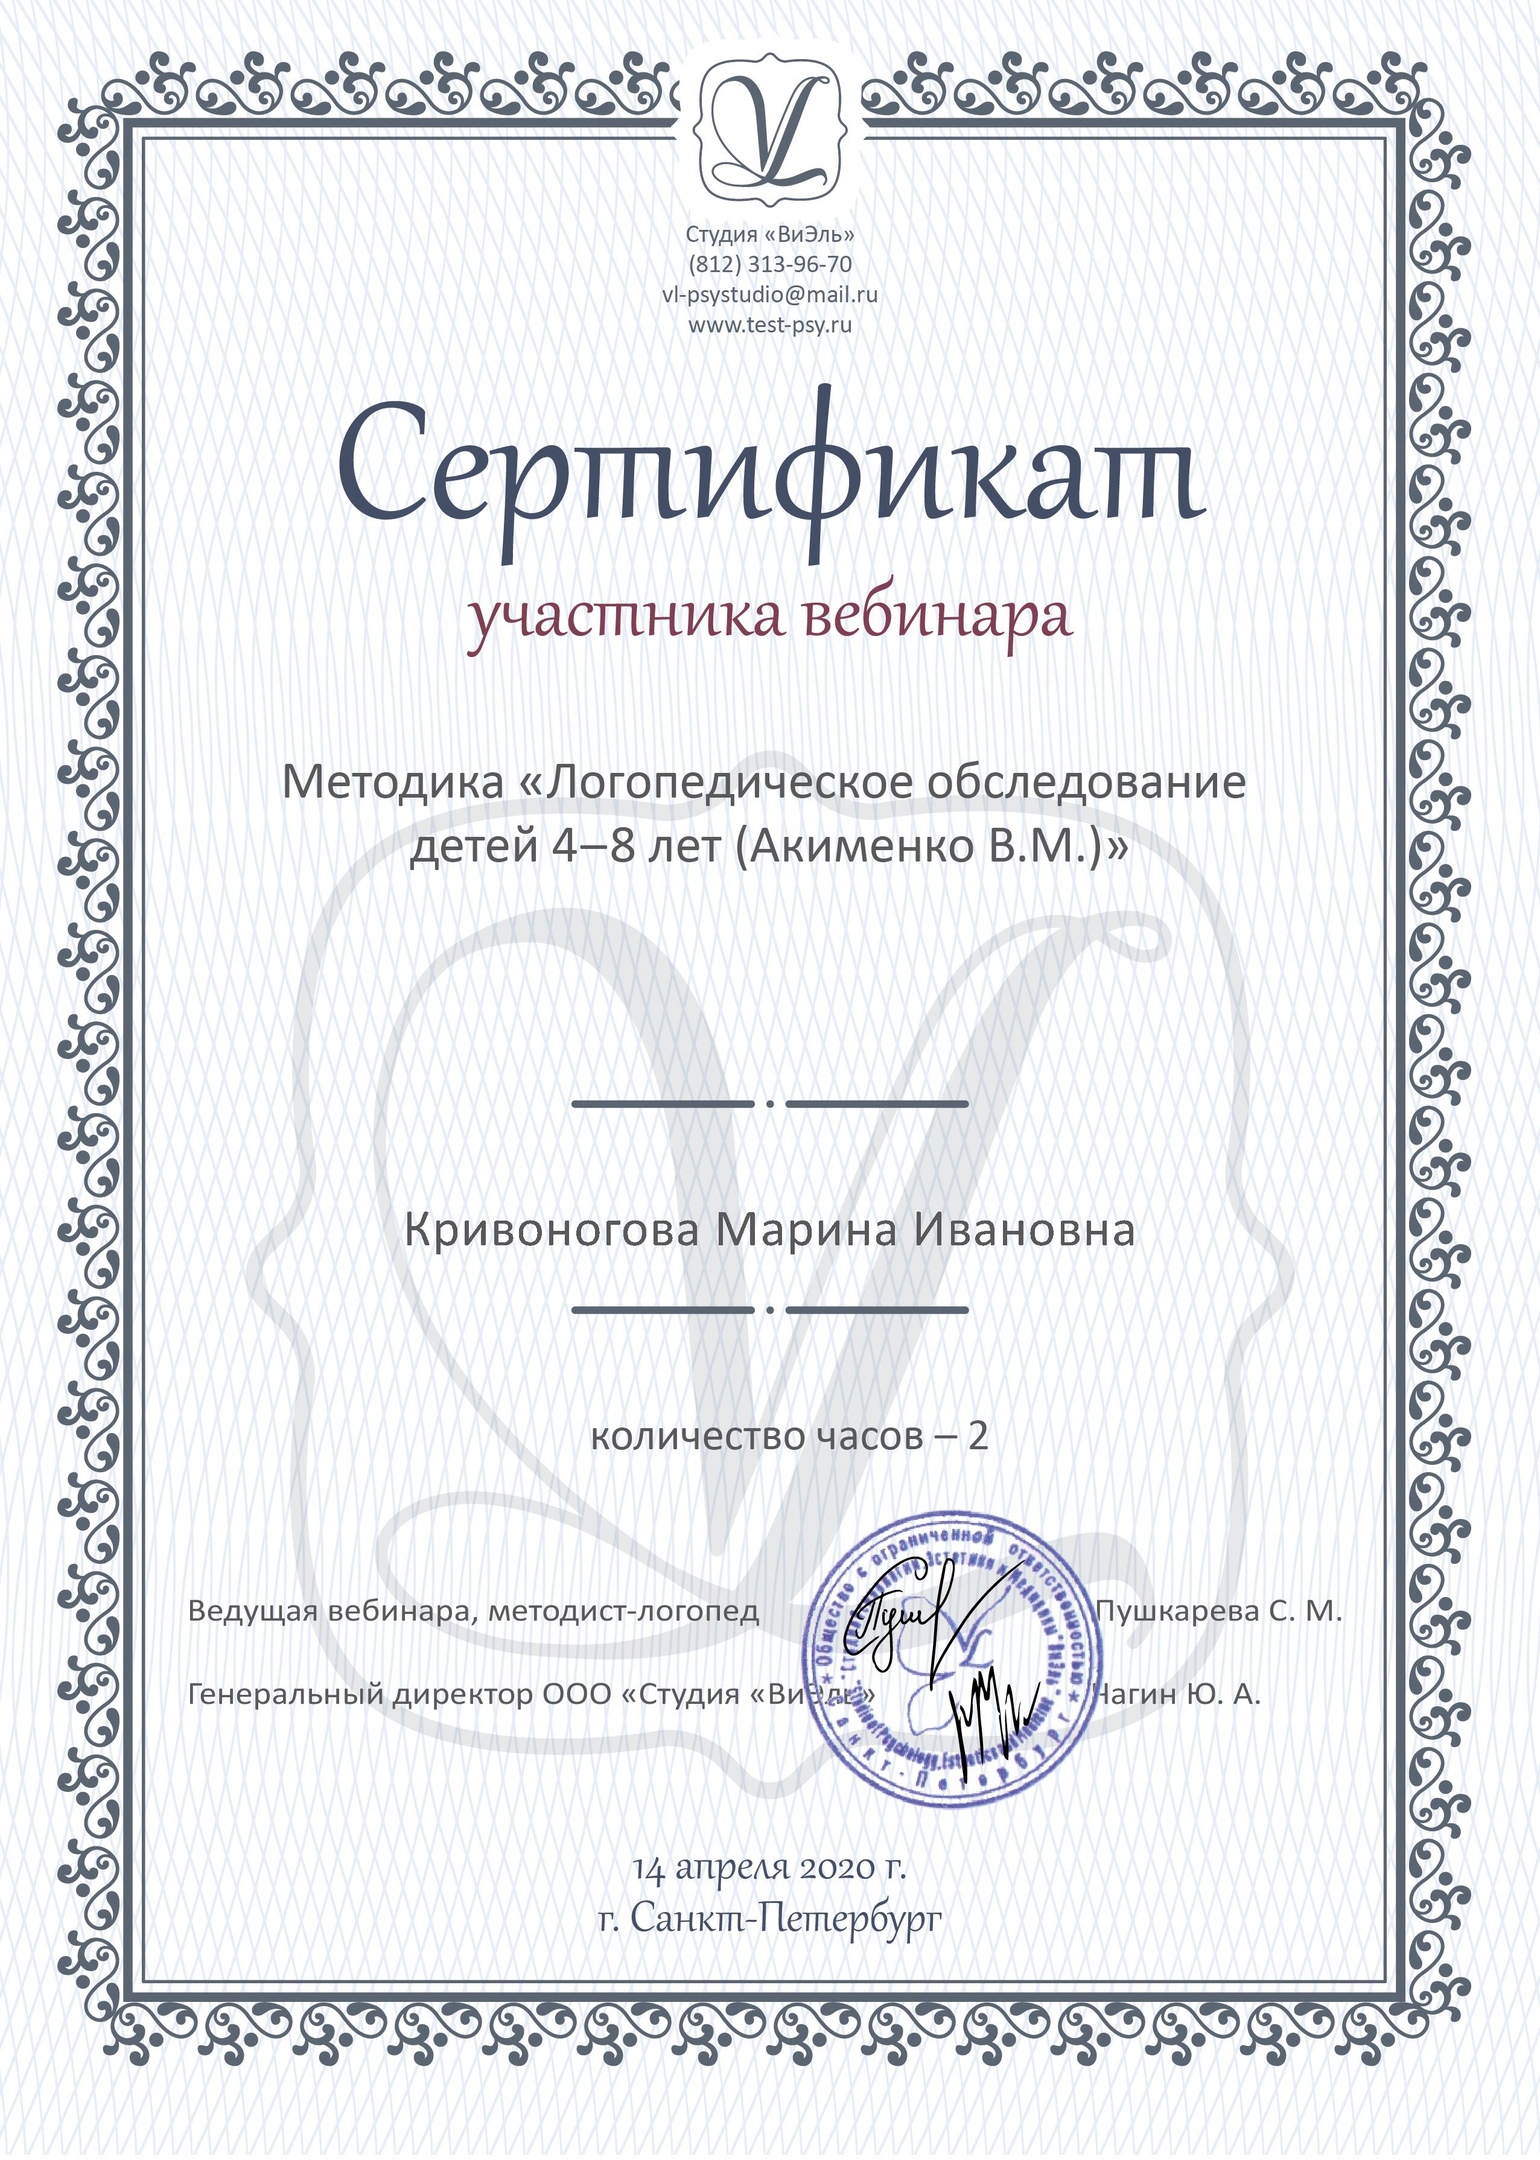 VL
Студия «ВиЭль»
(812) 313-96-70
vl-psystudio@mail.ru
www.test-psy.ru
Сертификат
участника вебинара
Методика «Логопедическое обследование
детей 4–8 лет (Акименко В.М.)»
Кривоногова Марина Ивановна
количество часов – 2
Ведущая вебинара, методист-логопед
Пушкарева С. М.
Генеральный директор ООО «Студия «ВиЭль»
Чагин Ю. А.
Общество с ограниченной ответственностью
Санкт-Петербург
14 апреля 2020 г.
г. Санкт-Петербург